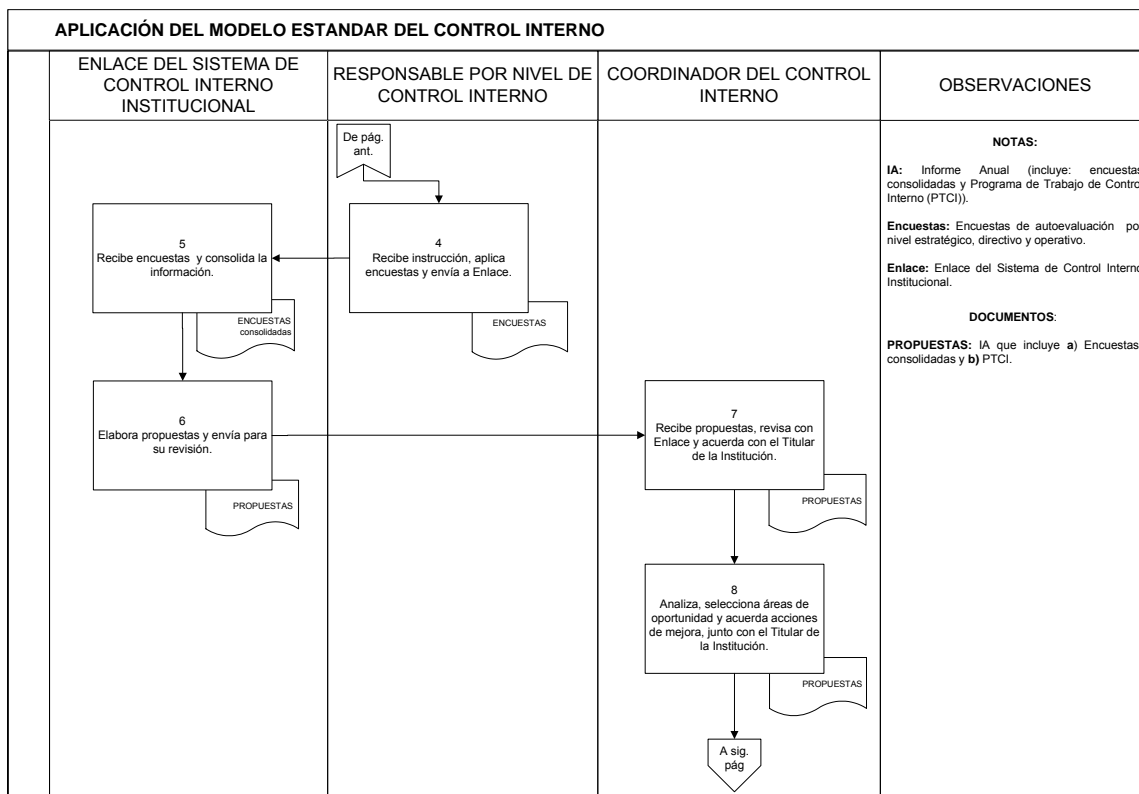 APLICACIÓN DEL MODELO ESTANDAR DEL CONTROL INTERNO
ENLACE DEL SISTEMA DE
CONTROL INTERNO
INSTITUCIONAL
RESPONSABLE POR NIVEL DE
CONTROL INTERNO
COORDINADOR DEL CONTROL
INTERNO
OBSERVACIONES
De pág.
ant.
4
Recibe instrucción, aplica
encuestas y envía a Enlace.
ENCUESTAS
5
Recibe encuestas y consolida la
información.
ENCUESTAS
consolidadas
6
Elabora propuestas y envía para
su revisión.
PROPUESTAS
7
Recibe propuestas, revisa con
Enlace y acuerda con el Titular
de la Institución.
PROPUESTAS
8
Analiza, selecciona áreas de
oportunidad y acuerda acciones
de mejora, junto con el Titular de
la Institución.
PROPUESTAS
A sig.
pág
NOTAS:
IA: Informe Anual (incluye: encuestas
consolidadas y Programa de Trabajo de Contro
Interno (PTCI)).
Encuestas: Encuestas de autoevaluación po
nivel estratégico, directivo y operativo.
Enlace: Enlace del Sistema de Control Interno
Institucional.
DOCUMENTOS:
PROPUESTAS: IA que incluye a) Encuestas
consolidadas y b) PTCI.